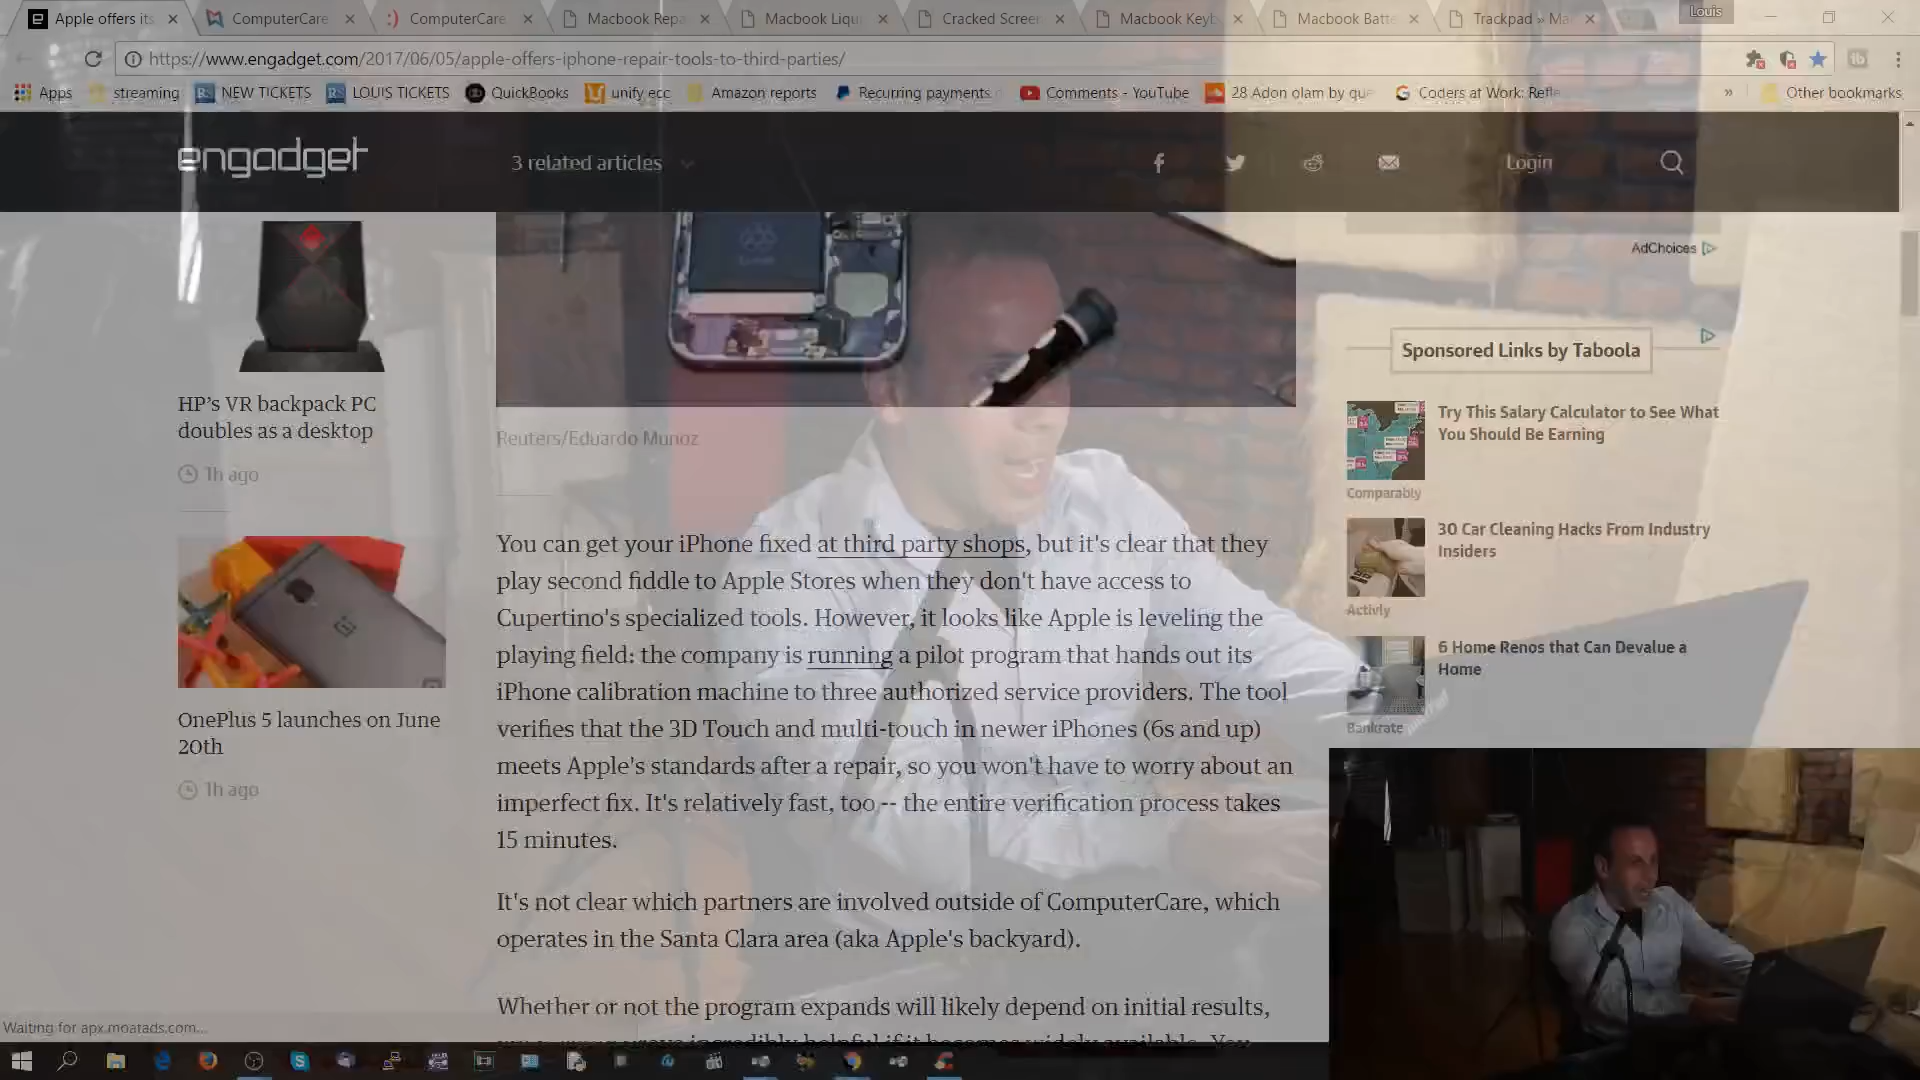 Apple offers its
ComputerCare
ComputerCare
Macbook Repa
Macbook Liqu
Cracked Screen
Macbook Keyb
Macbook Batte
Trackpad » Ma
Louis
https://www.engadget.com/2017/06/05/apple-offers-iphone-repair-tools-to-third-parties/
Apps
streaming
NEW TICKETS
LOUIS TICKETS
QuickBooks
unify ecc
Amazon reports
Recurring payments
Comments - YouTube
28 Adon olam by que
Coders at Work: Refle
»
Other bookmarks
engadget
3 related articles
Login
HP's VR backpack PC
doubles as a desktop
1h ago
OnePlus 5 launches on June
20th
1h ago
Reuters/Eduardo Munoz
You can get your iPhone fixed at third party shops, but it's clear that they
play second fiddle to Apple Stores when they don't have access to
Cupertino's specialized tools. However, it looks like Apple is leveling the
playing field: the company is running a pilot program that hands out its
iPhone calibration machine to three authorized service providers. The tool
verifies that the 3D Touch and multi-touch in newer iPhones (6s and up)
meets Apple's standards after a repair, so you won't have to worry about an
imperfect fix. It's relatively fast, too -- the entire verification process takes
15 minutes.
It's not clear which partners are involved outside of ComputerCare, which
operates in the Santa Clara area (aka Apple's backyard).
Whether or not the program expands will likely depend on initial results,
incredibly helpful if it becomes widely available. You
AdChoices
Sponsored Links by Taboola
Try This Salary Calculator to See What
You Should Be Earning
Comparably
30 Car Cleaning Hacks From Industry
Insiders
Activly
6 Home Renos that Can Devalue a
Home
Bankrate
Waiting for apx.moatads.com...